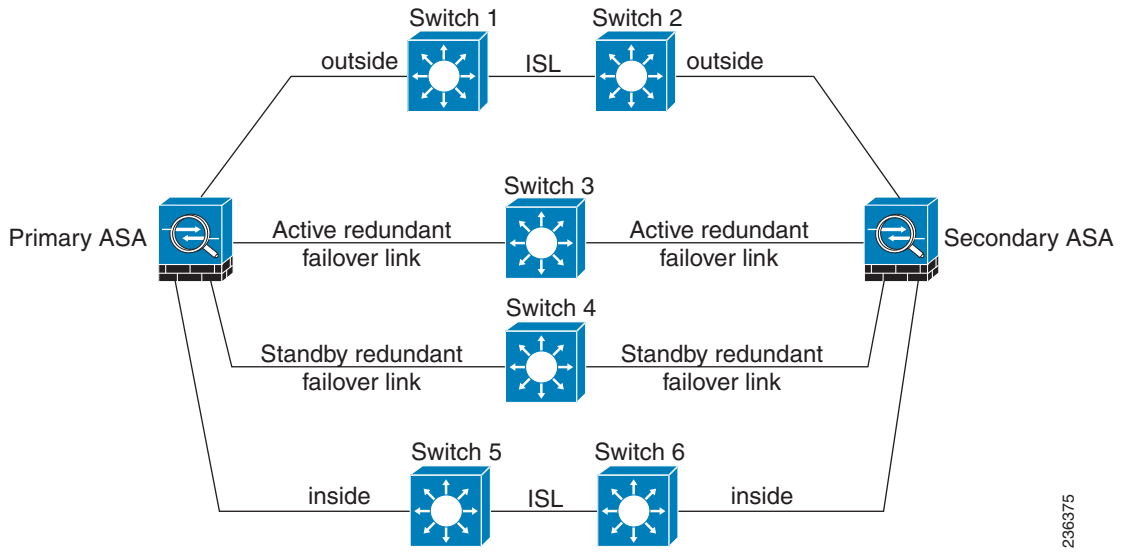 Switch 1
Switch 2
outside
ISL
outside
Switch 3
Primary ASA
Active redundant
failover link
Active redundant
failover link
Secondary ASA
Switch 4
Standby redundant
failover link
Standby redundant
failover link
Switch 5
Switch 6
inside
ISL
inside
236375